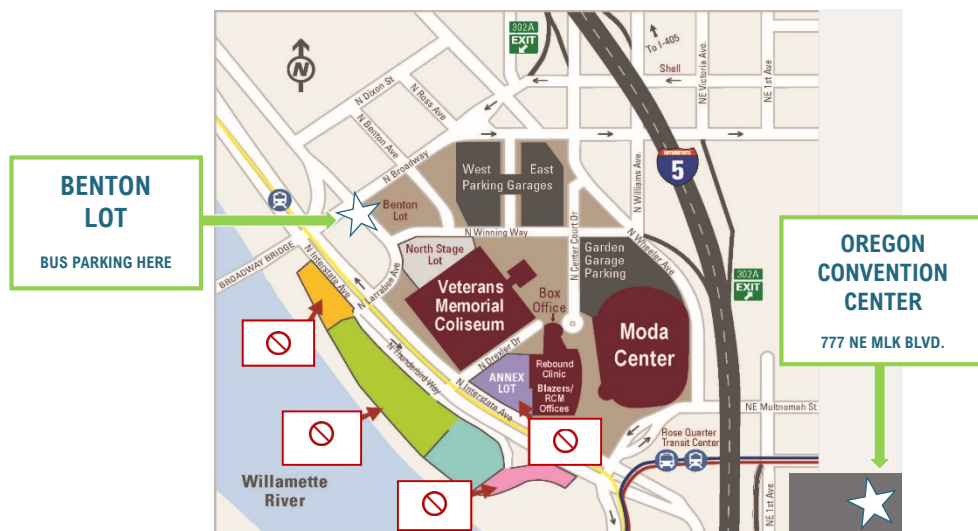 BENTON
LOT
BUS PARKING HERE
OREGON
CONVENTION
CENTER
777 NE MLK BLVD.
302A
EXIT
To I-405
NE Victoria Ave.
NE 1st Ave
Shell
N Dixon St
N Ross Ave
N Benton Ave
N
N Broadway
INTERSTATE
5
West
East
Parking Garages
N Williams Ave.
Benton
Lot
N Winning Way
N Center Court Dr
N Wheeler Ave
BROADWAY BRIDGE
N Interstate Ave
N Larrabee Ave
North Stage
Lot
Garden
Garage
Parking
302A
EXIT
Veterans
Memorial
Coliseum
Box
Office
Moda
Center
N Thunderbird Way
N Drexler Dr
ANNEX
LOT
Rebound
Clinic
Blazers/
RCM
Offices
N Interstate Ave
NE Multnomah St
Rose Quarter
Transit Center
Willamette
River
NE 1st Ave